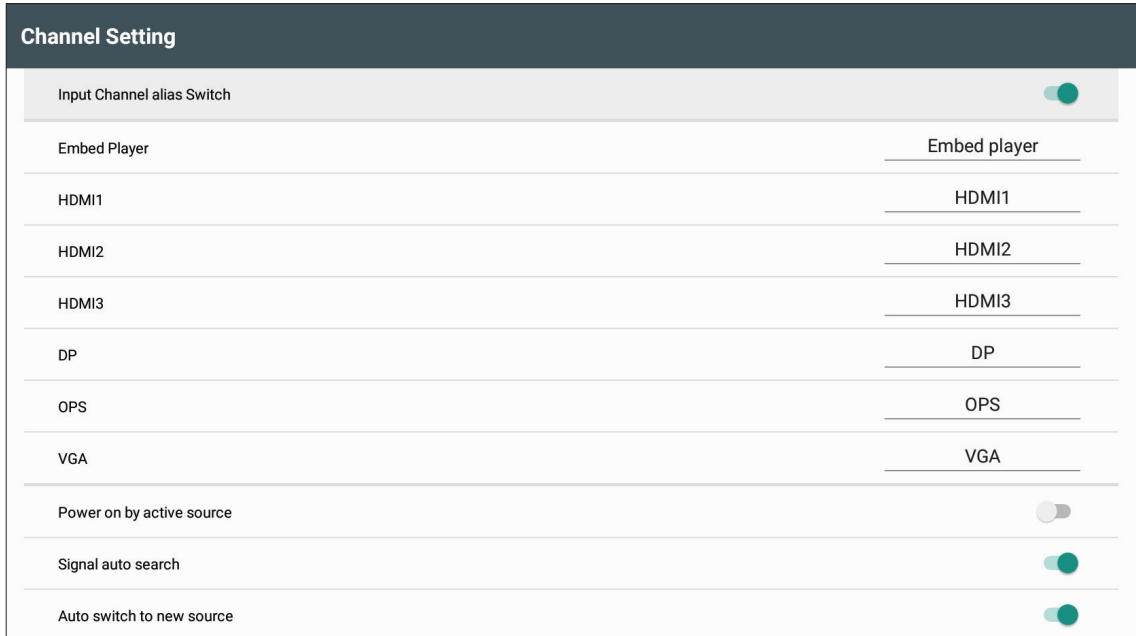 Channel Setting
Input Channel alias Switch
Embed Player Embed player
HDMI1 HDMI1
HDMI2 HDMI2
HDMI3 HDMI3
DP DP
OPS OPS
VGA VGA
Power on by active source
Signal auto search
Auto switch to new source